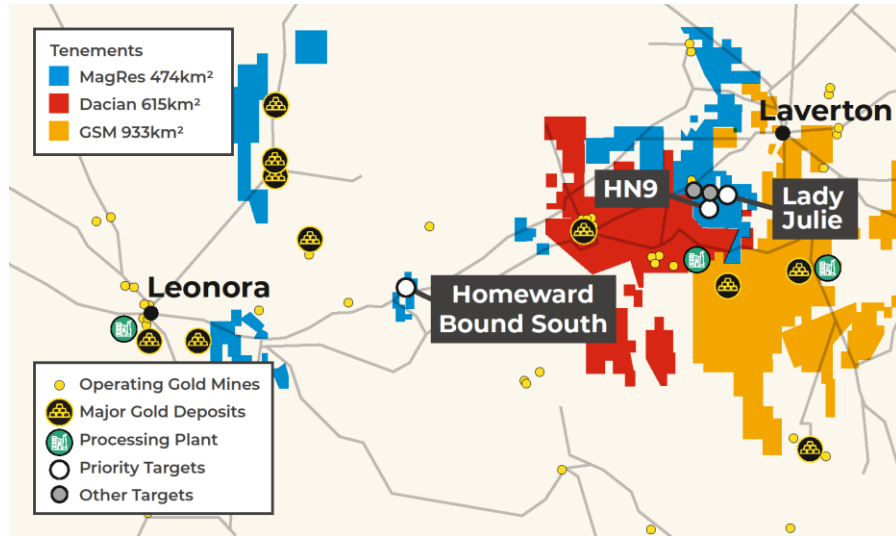 Tenements
MagRes 474km²
Dacian 615km²
GSM 933km²
Laverton
HN9
Lady
Julie
Leonora
Homeward
Bound South
Operating Gold Mines
Major Gold Deposits
Processing Plant
Priority Targets
Other Targets